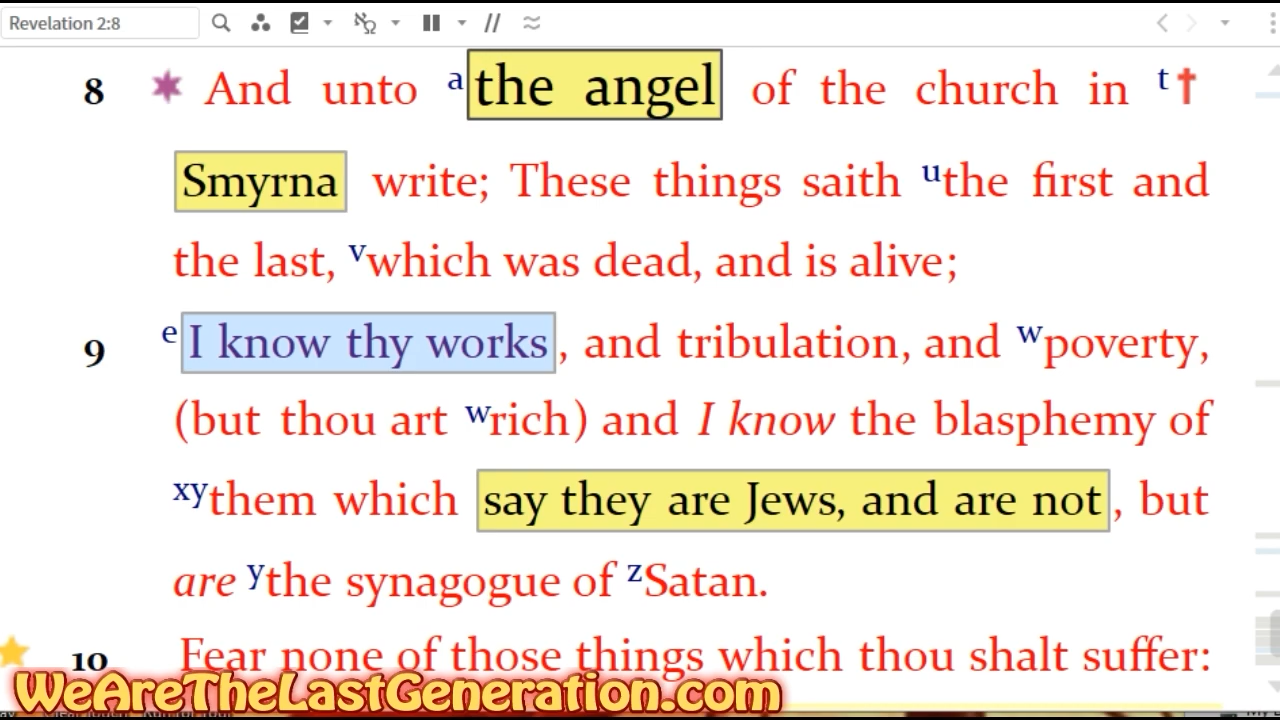 Revelation 2:8
8 And unto a the angel of the church in t†
Smyrna write; These things saith u the first and
the last, v which was dead, and is alive;
9 e I know thy works, and tribulation, and w poverty,
(but thou art w rich) and I know the blasphemy of
xy them which say they are Jews, and are not, but
are y the synagogue of z Satan.
10 Fear none of those things which thou shalt suffer:
WeAreTheLastGeneration.com